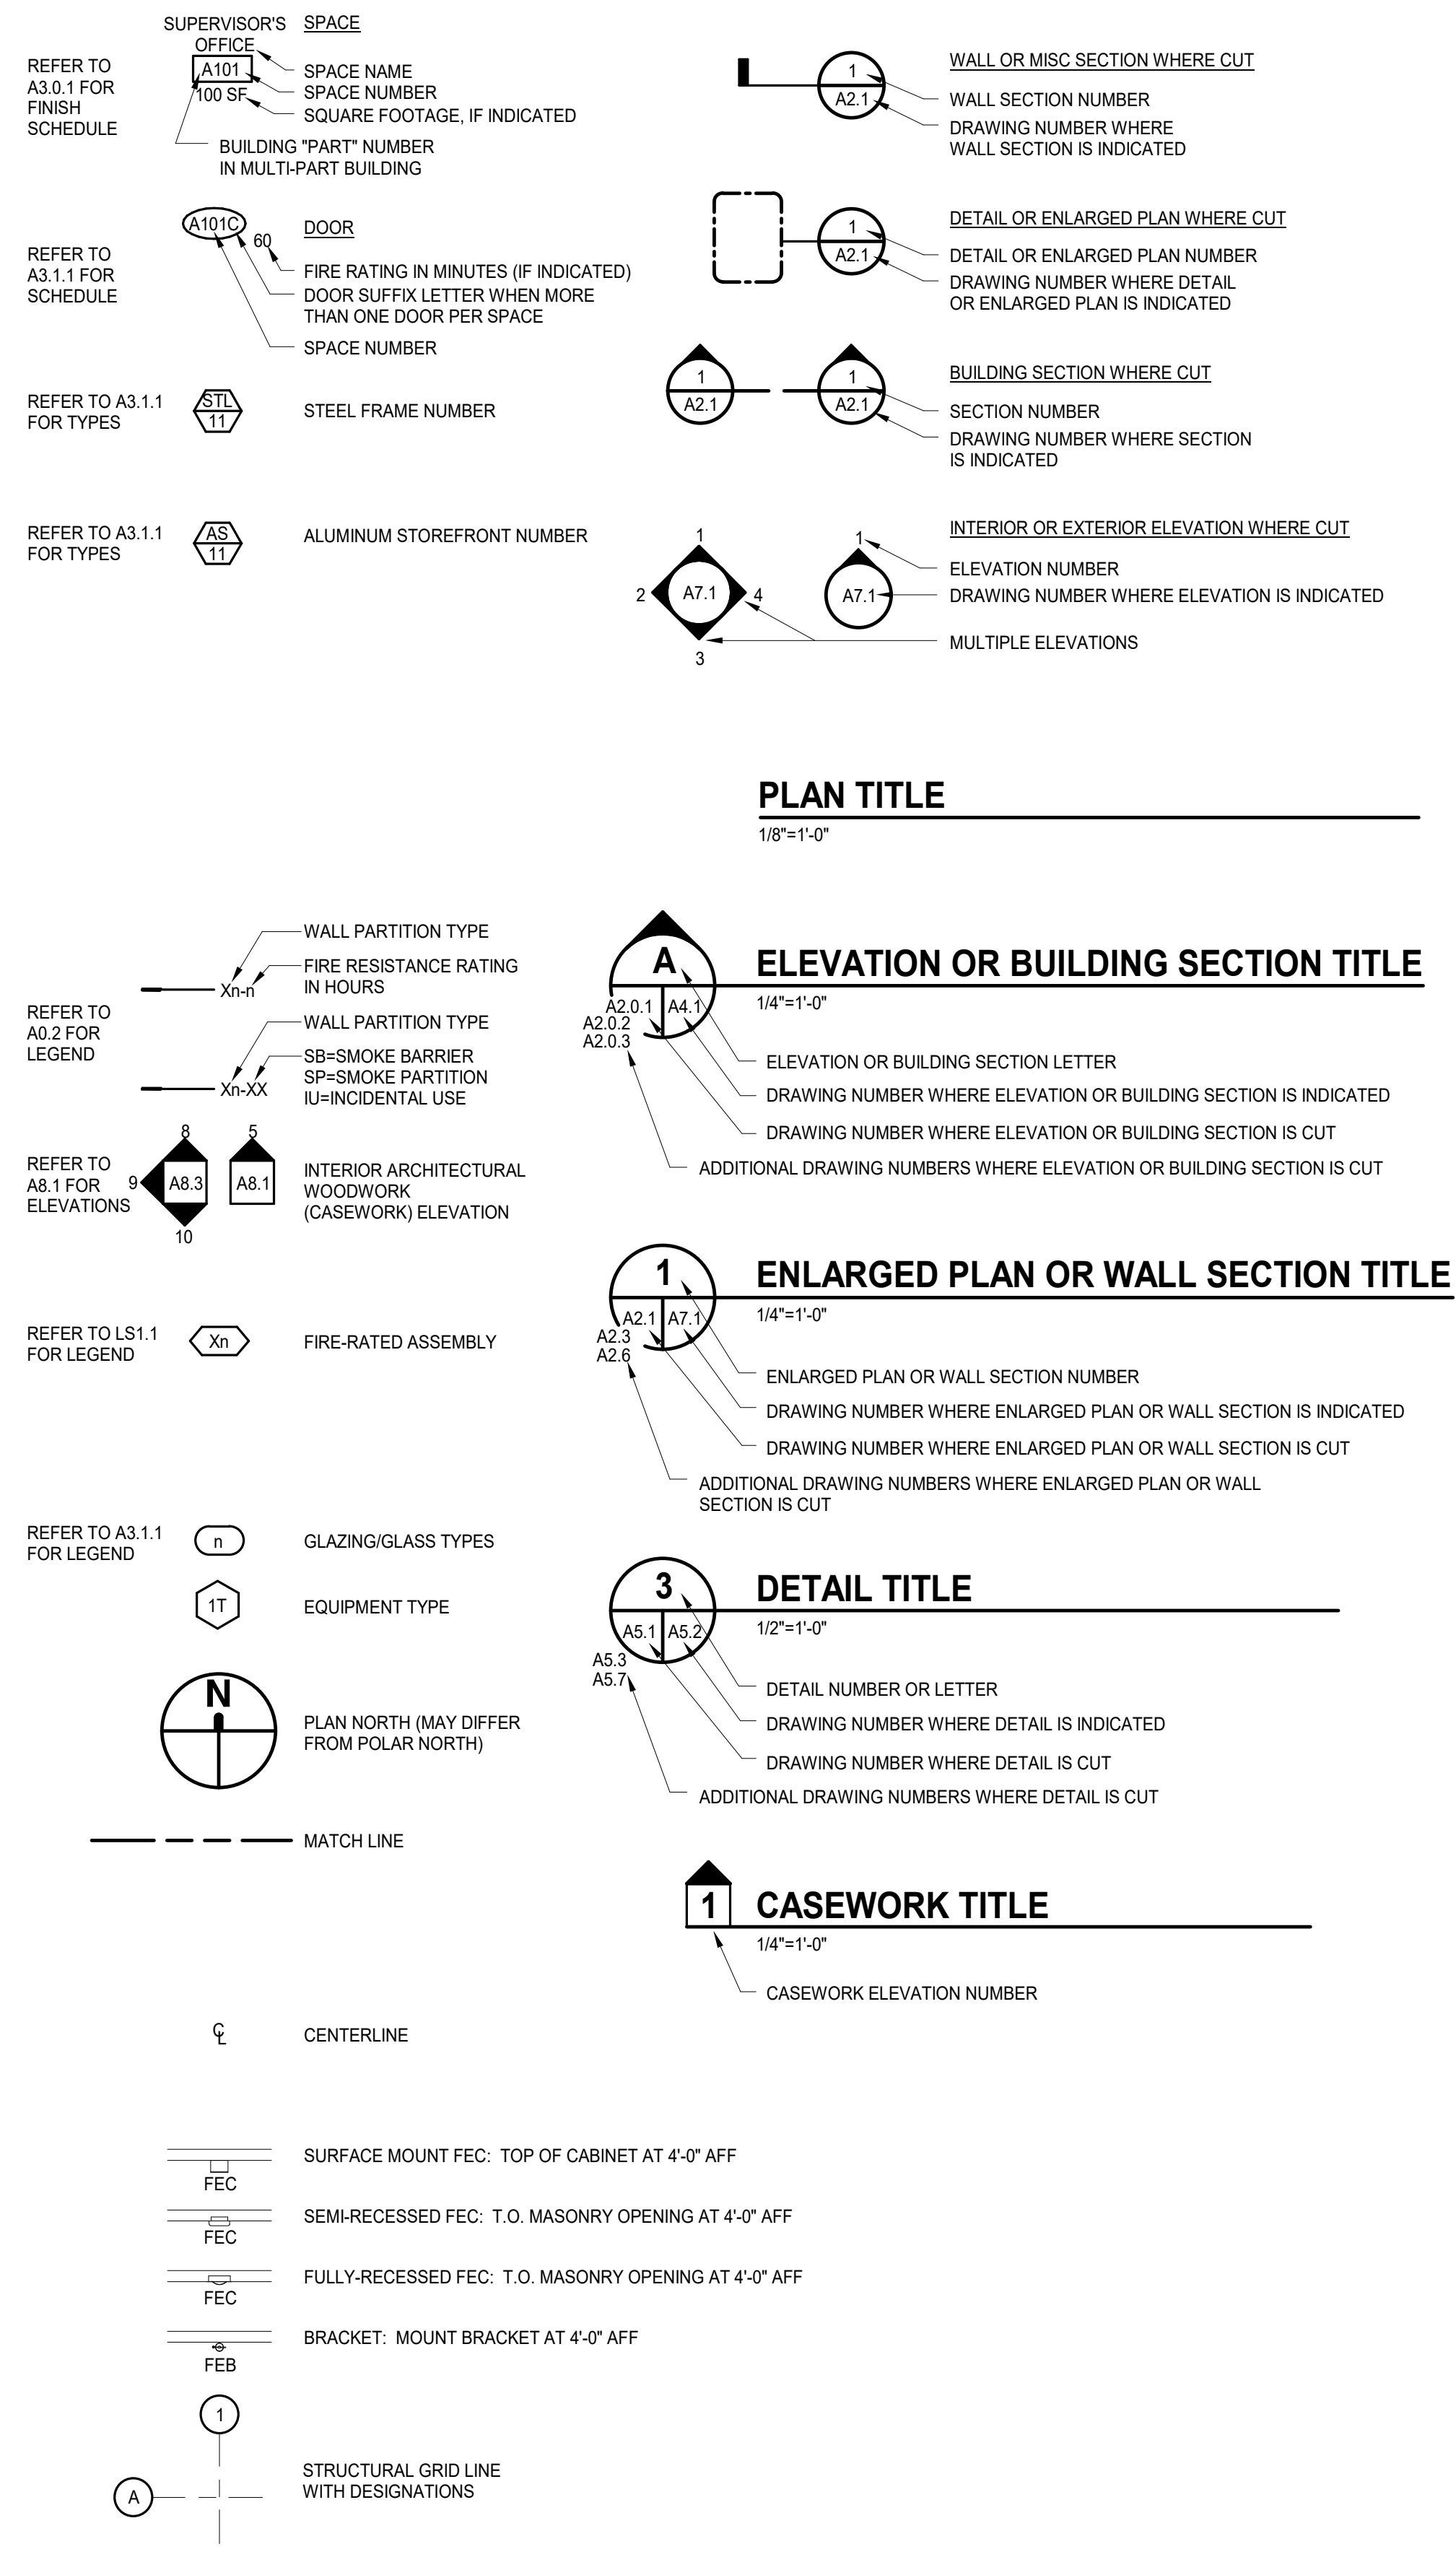 SUPERVISOR'S
OFFICE
SPACE
REFER TO
A3.0.1 FOR
FINISH
SCHEDULE
A101
100 SF
SPACE NAME
SPACE NUMBER
SQUARE FOOTAGE, IF INDICATED
BUILDING "PART" NUMBER
IN MULTI-PART BUILDING
REFER TO
A3.1.1 FOR
SCHEDULE
A101C
60
DOOR
FIRE RATING IN MINUTES (IF INDICATED)
DOOR SUFFIX LETTER WHEN MORE
THAN ONE DOOR PER SPACE
SPACE NUMBER
REFER TO A3.1.1
FOR TYPES
STL
11
STEEL FRAME NUMBER
REFER TO A3.1.1
FOR TYPES
AS
11
ALUMINUM STOREFRONT NUMBER
1
A2.1
WALL OR MISC SECTION WHERE CUT
WALL SECTION NUMBER
DRAWING NUMBER WHERE
WALL SECTION IS INDICATED
1
A2.1
DETAIL OR ENLARGED PLAN WHERE CUT
DETAIL OR ENLARGED PLAN NUMBER
DRAWING NUMBER WHERE DETAIL
OR ENLARGED PLAN IS INDICATED
1
A2.1
1
A2.1
BUILDING SECTION WHERE CUT
SECTION NUMBER
DRAWING NUMBER WHERE SECTION
IS INDICATED
1
2
A7.1
4
3
1
A7.1
INTERIOR OR EXTERIOR ELEVATION WHERE CUT
ELEVATION NUMBER
DRAWING NUMBER WHERE ELEVATION IS INDICATED
MULTIPLE ELEVATIONS
PLAN TITLE
1/8"=1'-0"
REFER TO
A0.2 FOR
LEGEND
Xn-n
WALL PARTITION TYPE
FIRE RESISTANCE RATING
IN HOURS
Xn-XX
WALL PARTITION TYPE
SB=SMOKE BARRIER
SP=SMOKE PARTITION
IU=INCIDENTAL USE
REFER TO
A8.1 FOR
ELEVATIONS
8
9
A8.3
10
5
A8.1
INTERIOR ARCHITECTURAL
WOODWORK
(CASEWORK) ELEVATION
REFER TO LS1.1
FOR LEGEND
Xn
FIRE-RATED ASSEMBLY
REFER TO A3.1.1
FOR LEGEND
n
GLAZING/GLASS TYPES
1T
EQUIPMENT TYPE
N
PLAN NORTH (MAY DIFFER
FROM POLAR NORTH)
MATCH LINE
A
A2.0.1
A4.1
A2.0.2
A2.0.3
ELEVATION OR BUILDING SECTION TITLE
1/4"=1'-0"
ELEVATION OR BUILDING SECTION LETTER
DRAWING NUMBER WHERE ELEVATION OR BUILDING SECTION IS INDICATED
DRAWING NUMBER WHERE ELEVATION OR BUILDING SECTION IS CUT
ADDITIONAL DRAWING NUMBERS WHERE ELEVATION OR BUILDING SECTION IS CUT
1
A2.1
A7.1
A2.3
A2.6
ENLARGED PLAN OR WALL SECTION TITLE
1/4"=1'-0"
ENLARGED PLAN OR WALL SECTION NUMBER
DRAWING NUMBER WHERE ENLARGED PLAN OR WALL SECTION IS INDICATED
DRAWING NUMBER WHERE ENLARGED PLAN OR WALL SECTION IS CUT
ADDITIONAL DRAWING NUMBERS WHERE ENLARGED PLAN OR WALL
SECTION IS CUT
3
A5.1
A5.2
A5.3
A5.7
DETAIL TITLE
1/2"=1'-0"
DETAIL NUMBER OR LETTER
DRAWING NUMBER WHERE DETAIL IS INDICATED
DRAWING NUMBER WHERE DETAIL IS CUT
ADDITIONAL DRAWING NUMBERS WHERE DETAIL IS CUT
1
CASEWORK TITLE
1/4"=1'-0"
CASEWORK ELEVATION NUMBER
℄
CENTERLINE
FEC
SURFACE MOUNT FEC: TOP OF CABINET AT 4'-0" AFF
FEC
SEMI-RECESSED FEC: T.O. MASONRY OPENING AT 4'-0" AFF
FEC
FULLY-RECESSED FEC: T.O. MASONRY OPENING AT 4'-0" AFF
FEB
BRACKET: MOUNT BRACKET AT 4'-0" AFF
1
A
STRUCTURAL GRID LINE
WITH DESIGNATIONS